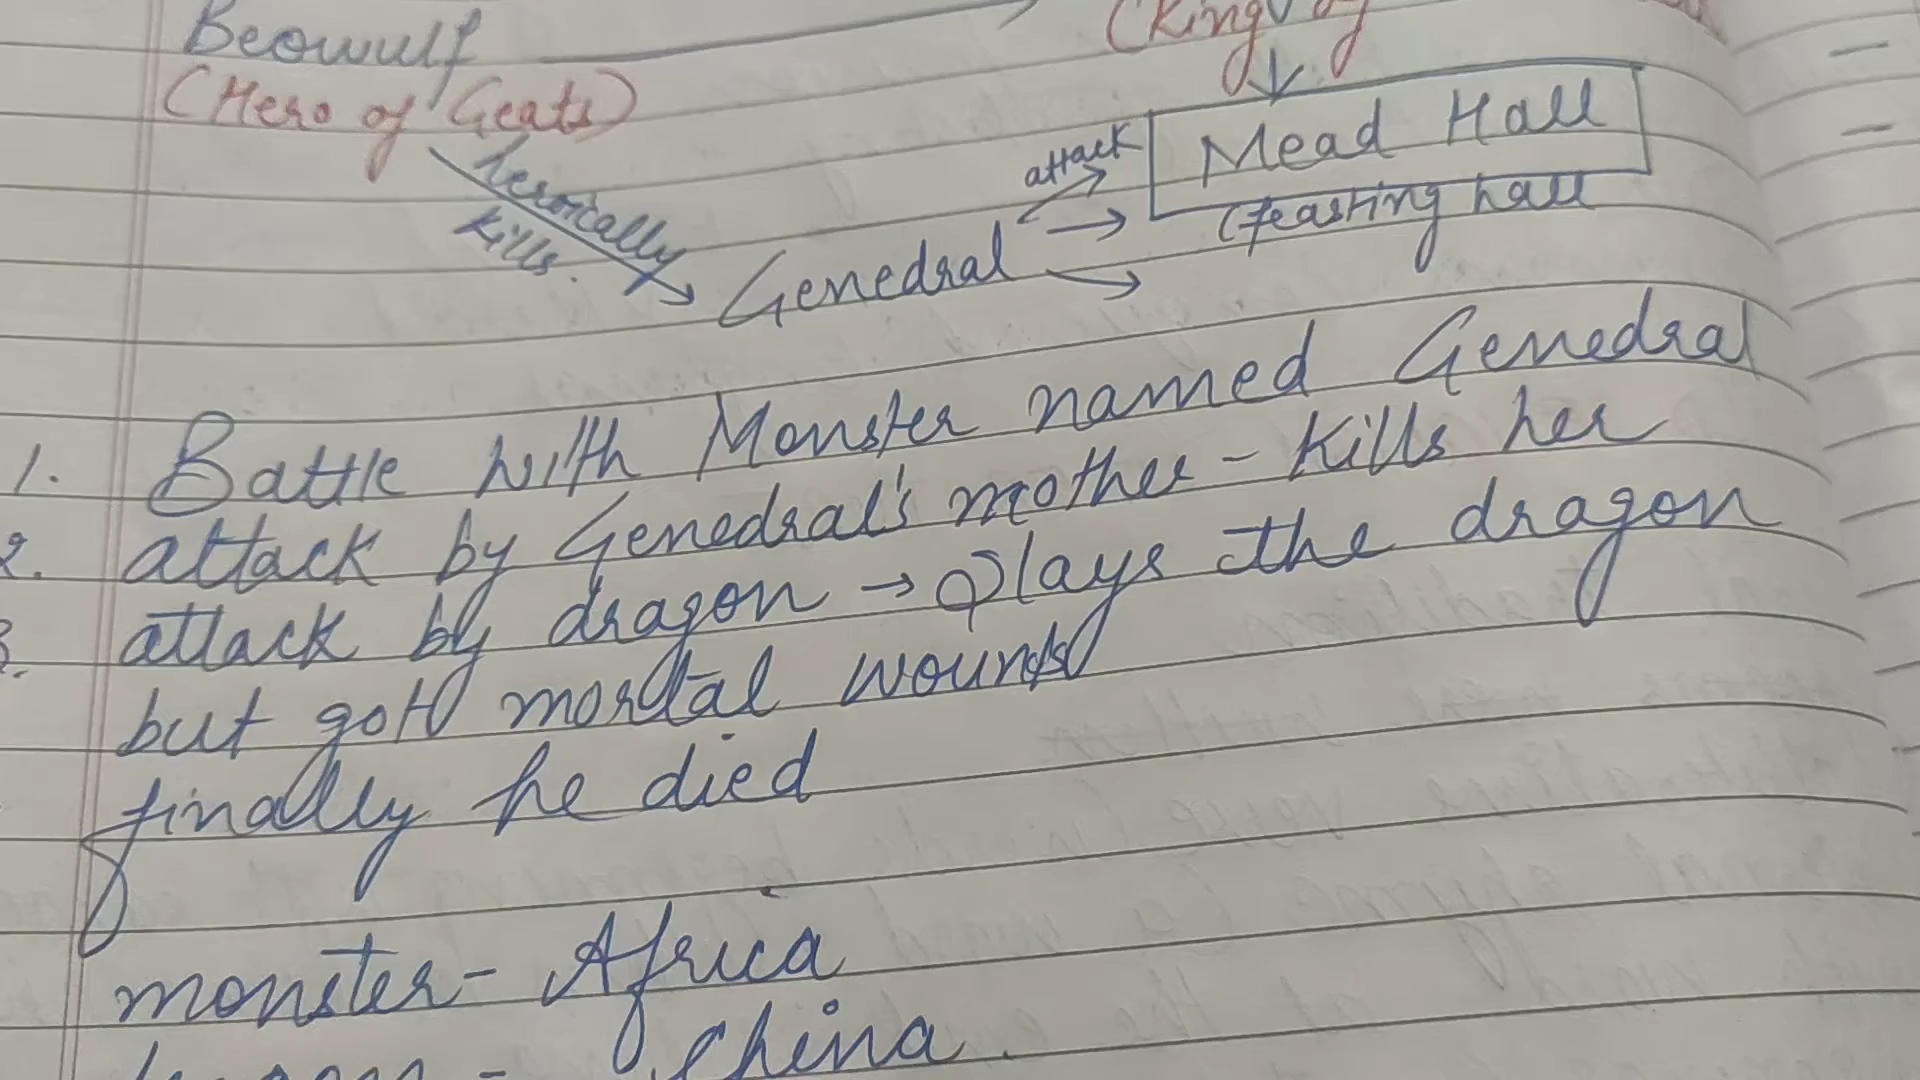 Beowulf
(King of
(Hero of Geats)
heroically
kills.
attack
Mead Hall
(feasting hall
Genedral
1. Battle with Monster named Genedral
2. attack by Genedral's mother - kills her
3. attack by dragon → slays the dragon
but got mortal wounds
finally he died
monster - Africa
dragon - china.